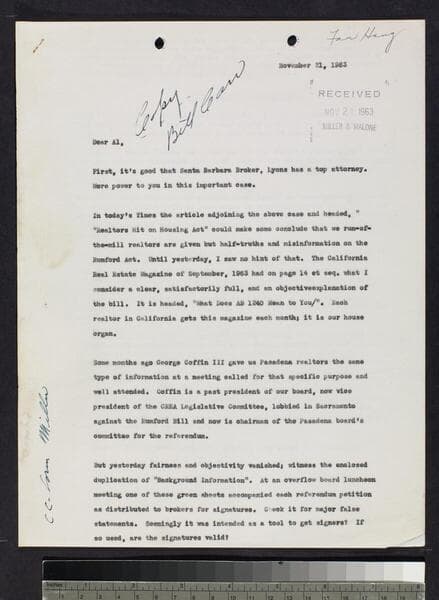 For Harry
November 21, 1963
RECEIVED
NOV 21 1963
MILLER & MALONE
Copy
Bill Carr
Dear Al,
First, it's good that Santa Barbara Broker, Lyons has a top attorney.
More power to you in this important case.
In today's Times the article adjoining the above case and headed, "
"Realtors Hit on Housing Act" could make some conclude that we run-of-
the-mill realtors are given but half-truths and misinformation on the
Rumford Act. Until yesterday, I saw no hint of that. The California
Real Estate Magazine of September, 1963 had on page 14 et seq. what I
consider a clear, satisfactorily full, and an objectiveexplanation of
the bill. It is headed, "What Does AB 1240 Mean to You/". Each
realtor in California gets this magazine each month; it is our house
organ.
Some months ago George Coffin III gave us Pasadena realtors the same
type of information at a meeting called for that specific purpose and
well attended. Coffin is a past president of our board, now vice
president of the CREA Legislative Committee, lobbied in Sacramento
against the Rumford Bill and now is chairman of the Pasadena board's
committee for the referendum.
But yesterday fairness and objectivity vanished; witness the enclosed
duplication of "Background Information". At an overflow board luncheon
meeting one of these green sheets accompanied each referendum petition
as distributed to brokers for signatures. Check it for major false
statements. Seemingly it was intended as a tool to get signers? If
so used, are the signatures valid?
CC- Loren Miller